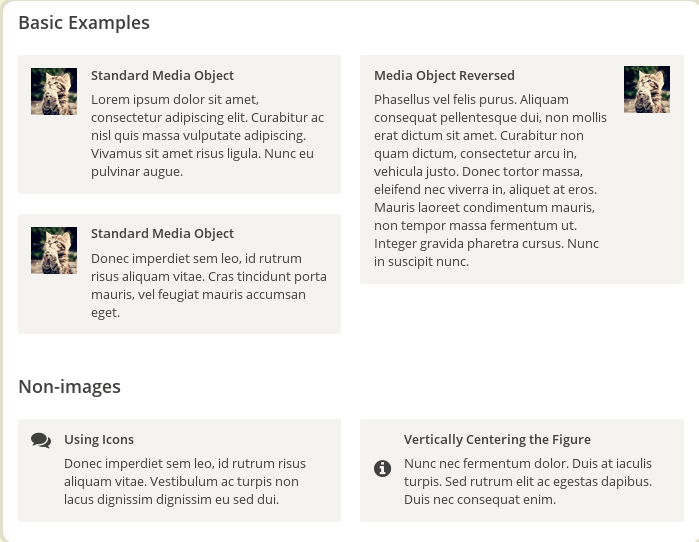 Basic Examples
Standard Media Object
Lorem ipsum dolor sit amet,
consectetur adipiscing elit. Curabitur ac
nisl quis massa vulputate adipiscing.
Vivamus sit amet risus ligula. Nunc eu
pulvinar augue.
Standard Media Object
Donec imperdiet sem leo, id rutrum
risus aliquam vitae. Cras tincidunt porta
mauris, vel feugiat mauris accumsan
eget.
Media Object Reversed
Phasellus vel felis purus. Aliquam
consequat pellentesque dui, non mollis
erat dictum sit amet. Curabitur non
quam dictum, consectetur arcu in,
vehicula justo. Donec tortor massa,
eleifend nec viverra in, aliquet at eros.
Mauris laoreet condimentum mauris,
non tempor massa fermentum ut.
Integer gravida pharetra cursus. Nunc
in suscipit nunc.
Non-images
Using Icons
Donec imperdiet sem leo, id rutrum risus
aliquam vitae. Vestibulum ac turpis non
lacus dignissim dignissim eu sed dui.
Vertically Centering the Figure
Nunc nec fermentum dolor. Duis at iaculis
turpis. Sed rutrum elit ac egestas dapibus.
Duis nec consequat enim.